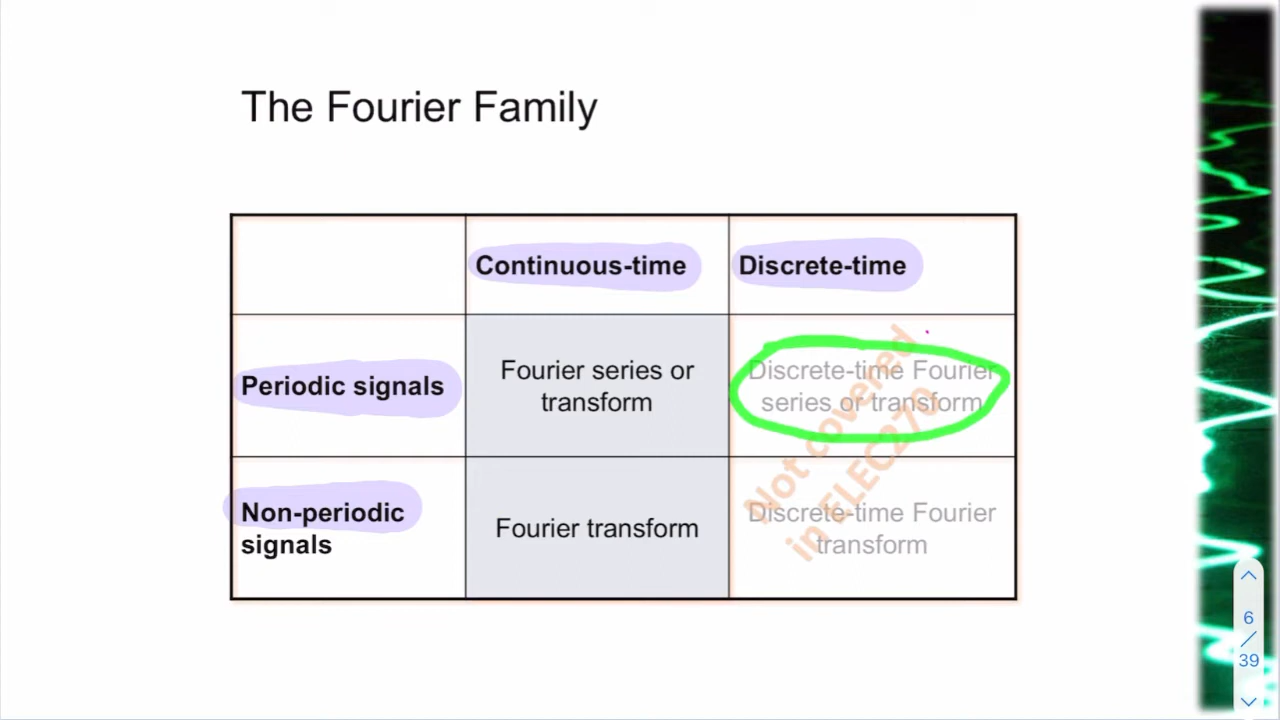 The Fourier Family
Continuous-time
Discrete-time
Periodic signals
Fourier series or
transform
Discrete-time Fourier
series or transform
Non-periodic
signals
Fourier transform
Discrete-time Fourier
transform
Not covered
in ELEC270
6
/
39